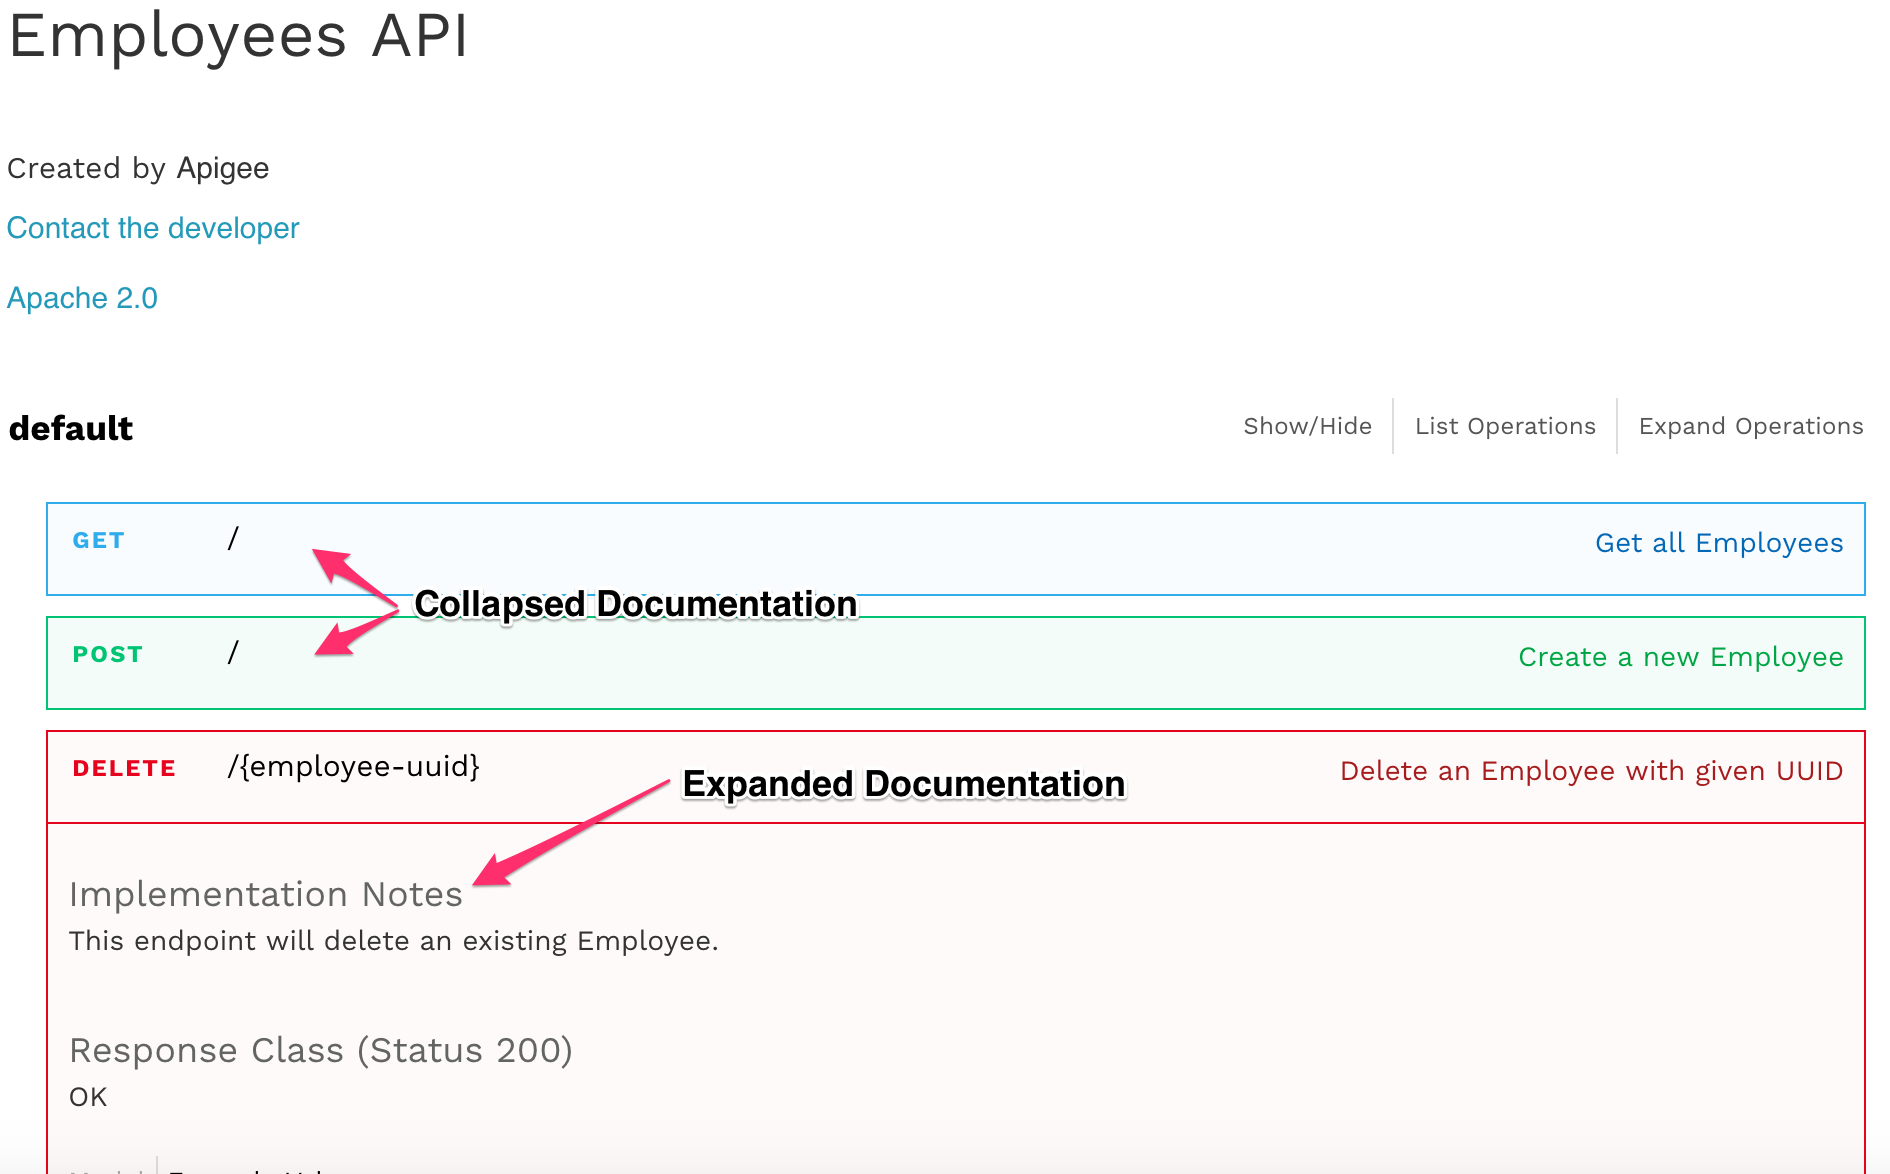 Employees API
Created by Apigee
Contact the developer
Apache 2.0
default
Show/Hide
List Operations
Expand Operations
GET
/
Get all Employees
Collapsed Documentation
POST
/
Create a new Employee
DELETE
/{employee-uuid}
Delete an Employee with given UUID
Expanded Documentation
Implementation Notes
This endpoint will delete an existing Employee.
Response Class (Status 200)
OK